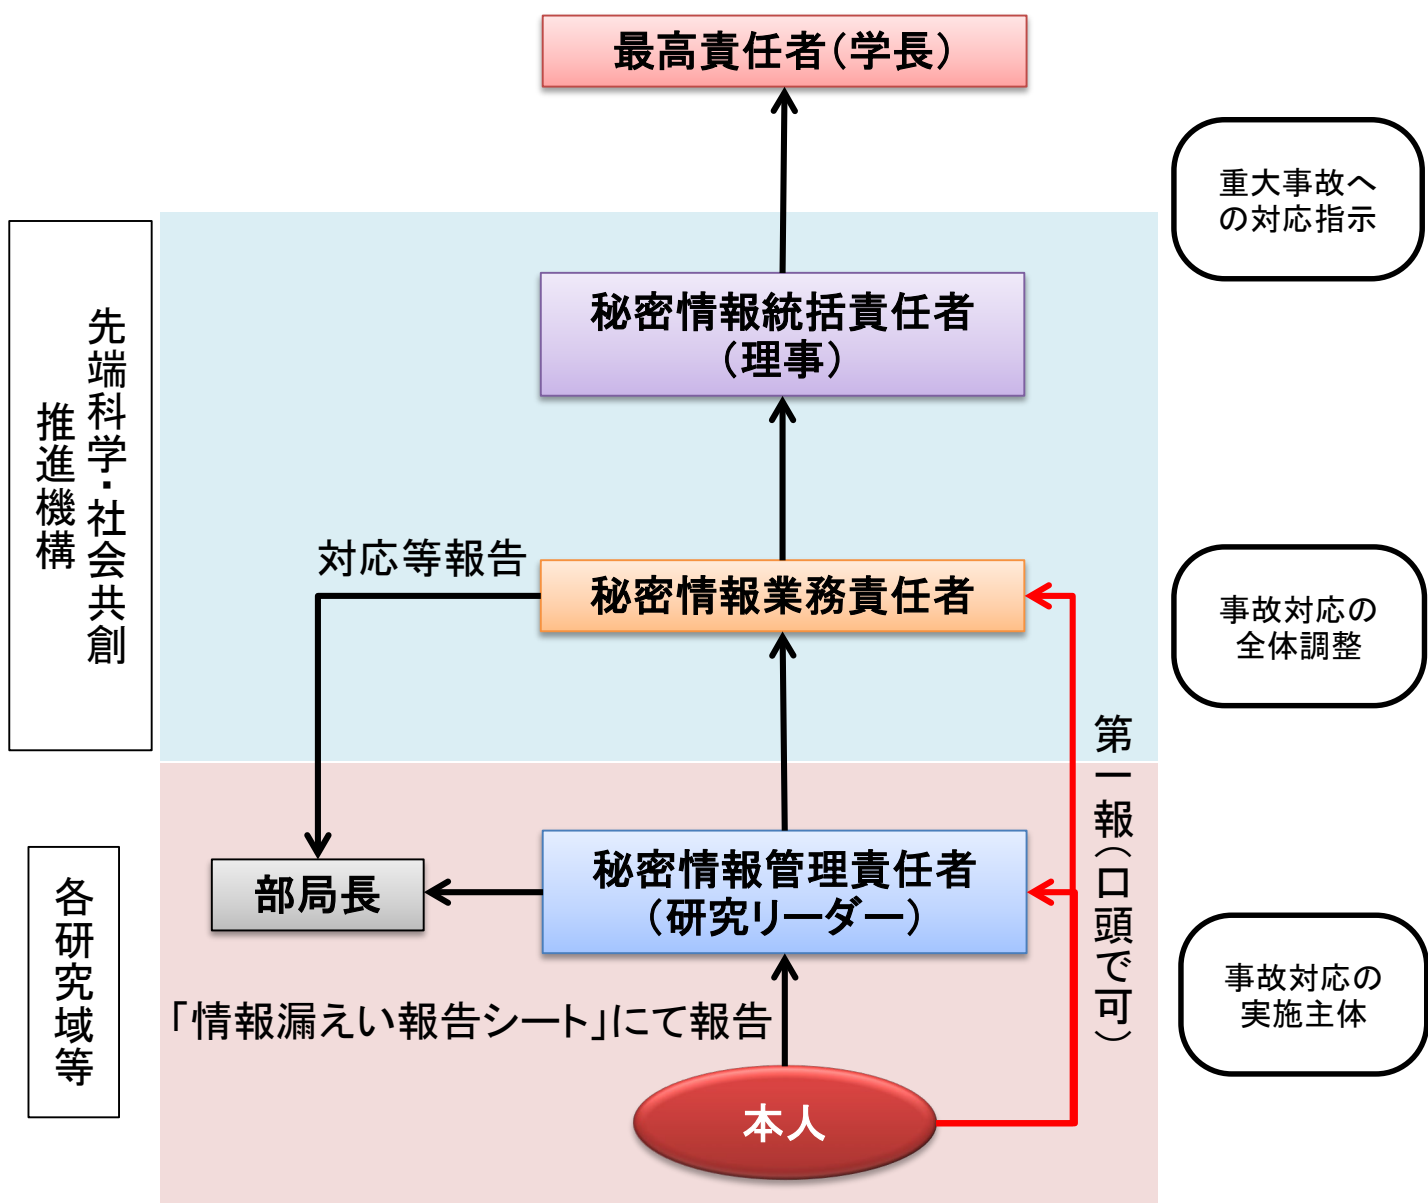 最高責任者（学長）
重大事故へ
の対応指示
先端科学・社会共創
推進機構
秘密情報統括責任者
（理事）
対応等報告
秘密情報業務責任者
事故対応の
全体調整
第一報（口頭で可）
各研究域等
部局長
秘密情報管理責任者
（研究リーダー）
事故対応の
実施主体
「情報漏えい報告シート」にて報告
本人